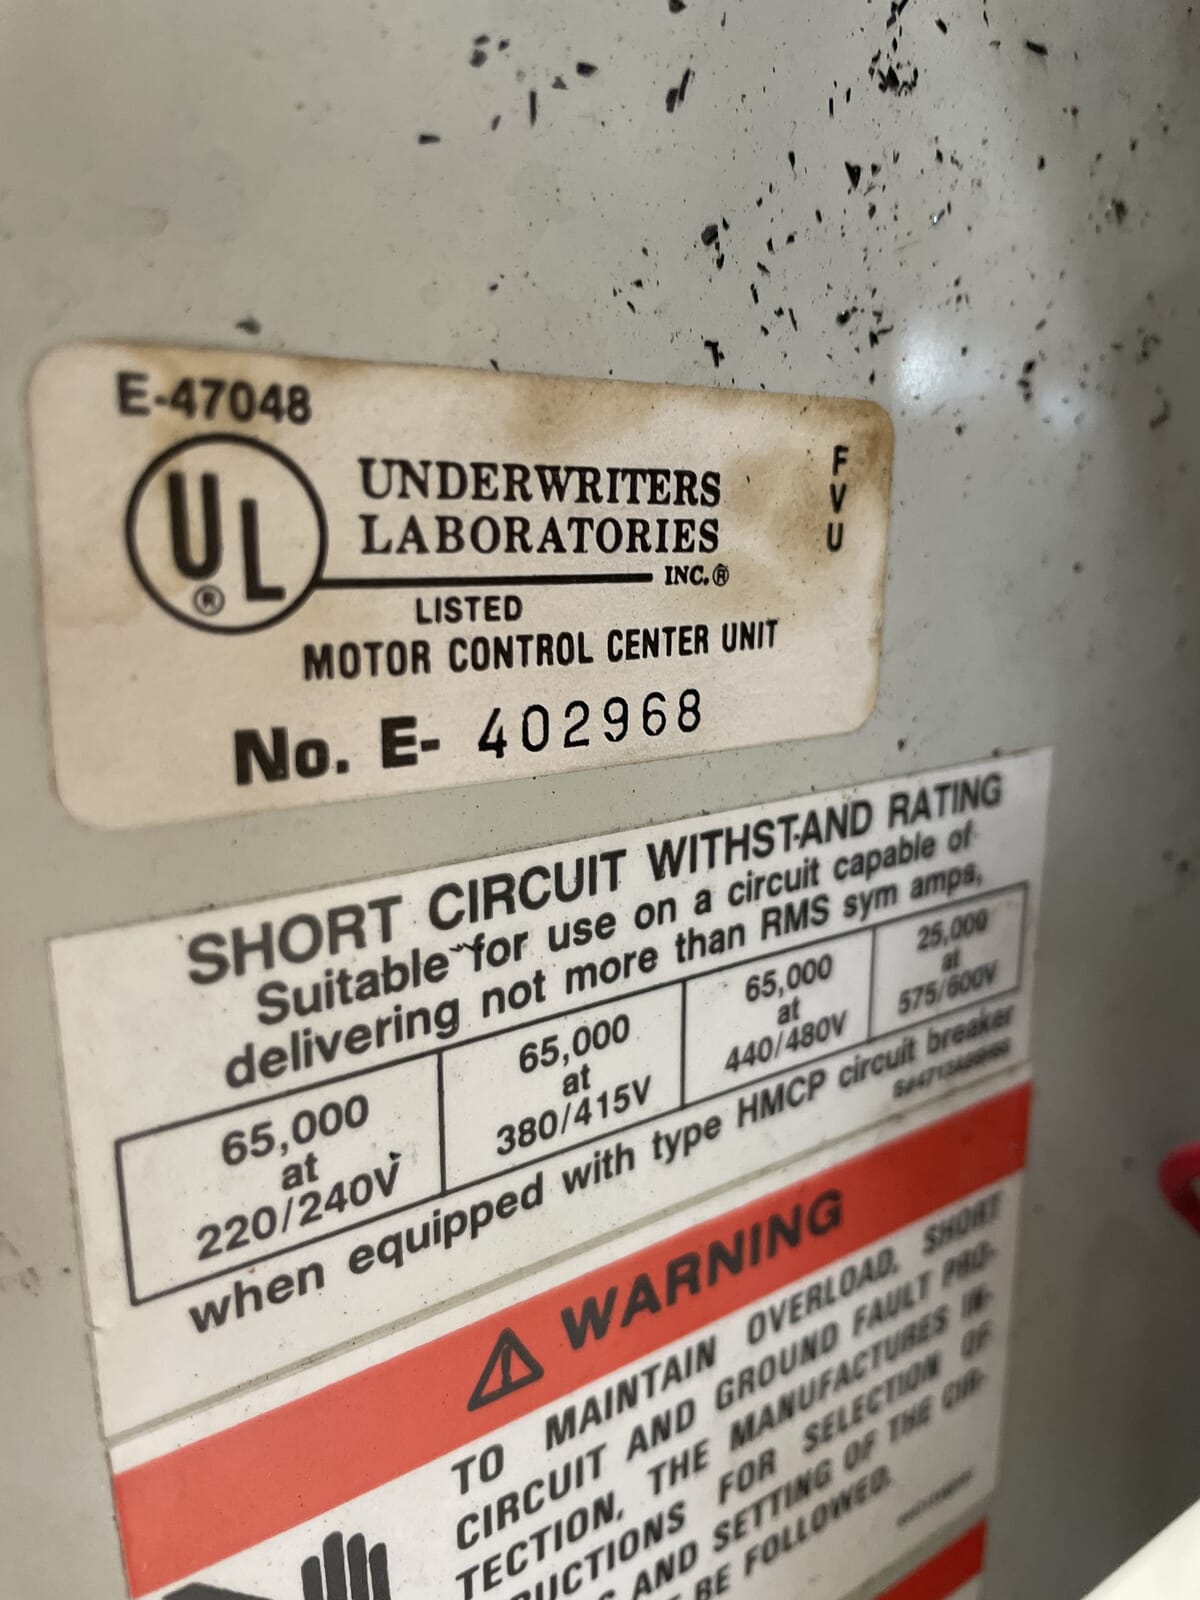 E-47048
UL®
UNDERWRITERS
LABORATORIES
INC.®
F
V
U
LISTED
MOTOR CONTROL CENTER UNIT
No. E- 402968
SHORT CIRCUIT WITHSTAND RATING
Suitable for use on a circuit capable of
delivering not more than RMS sym amps,
65,000
at
220/240V
65,000
at
380/415V
65,000
at
440/480V
25,000
at
575/600V
when equipped with type HMCP circuit breaker
WARNING
TO MAINTAIN OVERLOAD, SHORT
CIRCUIT AND GROUND FAULT PRO-
TECTION, THE MANUFACTURES IN-
UCTIONS FOR SELECTION OF
AND SETTING OF THE CIR-
BE FOLLOWED.